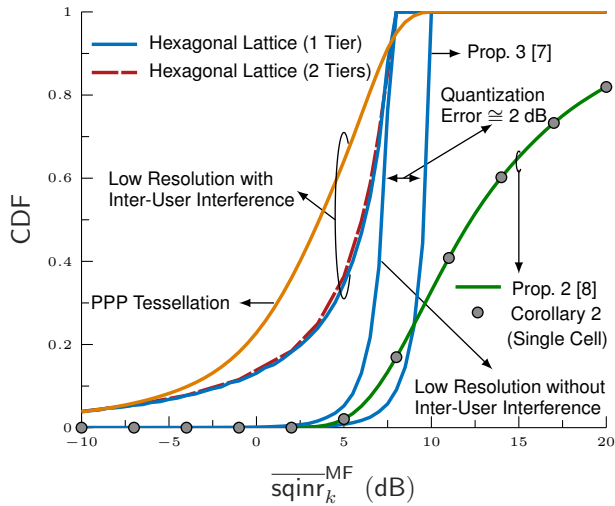 1
0.8
0.6
0.4
0.2
0
CDF
Hexagonal Lattice (1 Tier)
Hexagonal Lattice (2 Tiers)
Prop. 3 [7]
Quantization
Error ≅ 2 dB
Low Resolution with
Inter-User Interference
PPP Tessellation
Prop. 2 [8]
Corollary 2
(Single Cell)
Low Resolution without
Inter-User Interference
−10 −5 0 5 10 15 20
sqinr_k^MF (dB)